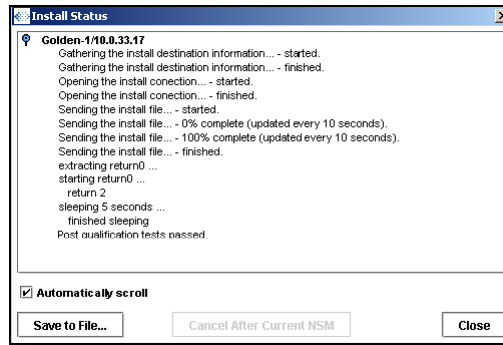 Install Status
Golden-1/10.0.33.17
Gathering the install destination information... - started.
Gathering the install destination information... - finished.
Opening the install conection... - started.
Opening the install conection... - finished.
Sending the install file... - started.
Sending the install file... - 0% complete (updated every 10 seconds).
Sending the install file... - 100% complete (updated every 10 seconds).
Sending the install file... - finished.
extracting return0 ...
starting return0 ...
return 2
sleeping 5 seconds ...
finished sleeping
Post qualification tests passed.
Automatically scroll
Save to File... Cancel After Current NSM Close